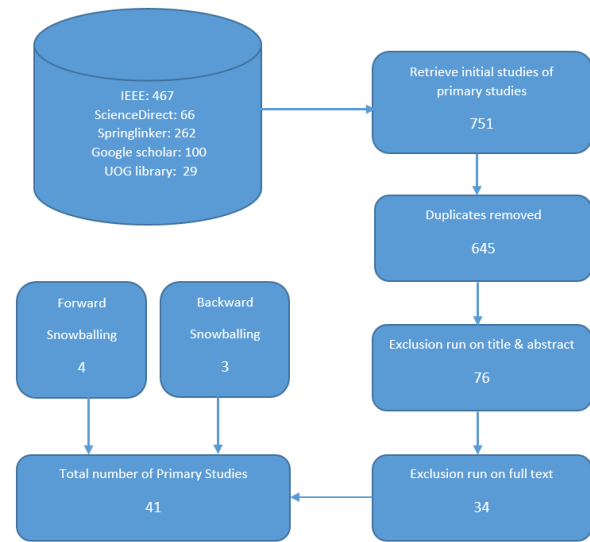 IEEE: 467
ScienceDirect: 66
Springlinker: 262
Google scholar: 100
UOG library: 29
Retrieve initial studies of
primary studies
751
Duplicates removed
645
Exclusion run on title & abstract
76
Exclusion run on full text
34
Forward
Snowballing
4
Backward
Snowballing
3
Total number of Primary Studies
41